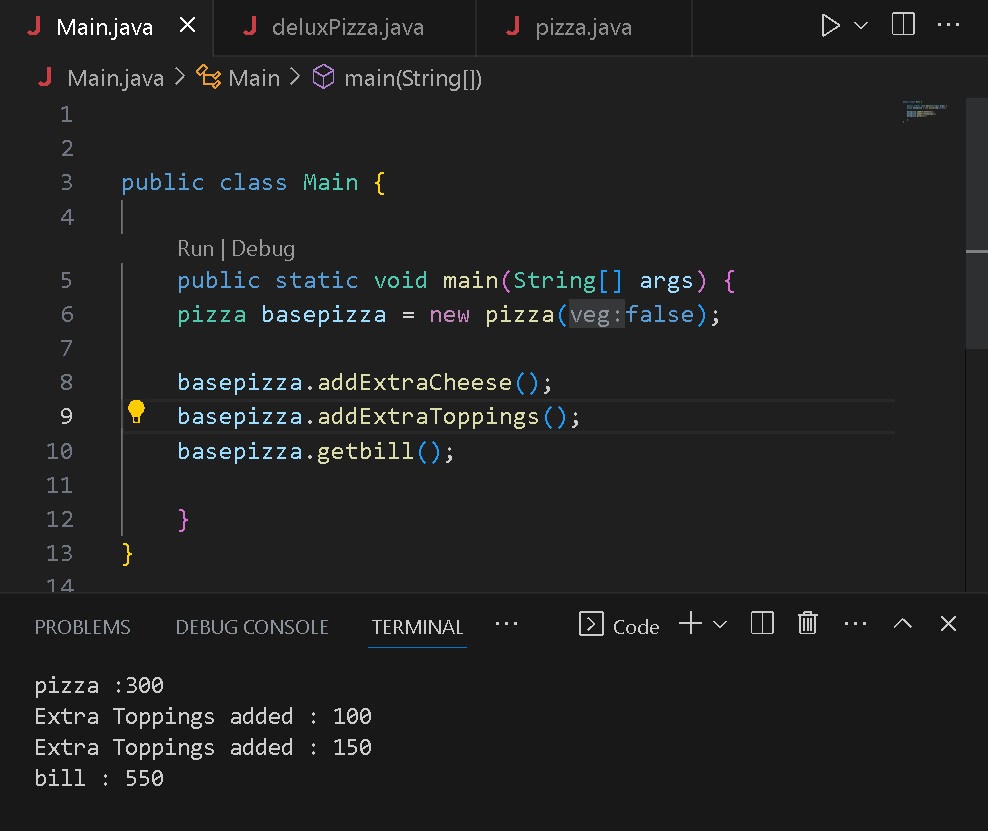 J Main.java × J deluxPizza.java J pizza.java
J Main.java > Main > main(String[])
1
2
3 public class Main {
4
Run | Debug
5 public static void main(String[] args) {
6 pizza basepizza = new pizza(veg:false);
7
8 basepizza.addExtraCheese();
9 basepizza.addExtraToppings();
10 basepizza.getbill();
11
12 }
13 }
14
PROBLEMS DEBUG CONSOLE TERMINAL ... Code
pizza :300
Extra Toppings added : 100
Extra Toppings added : 150
bill : 550